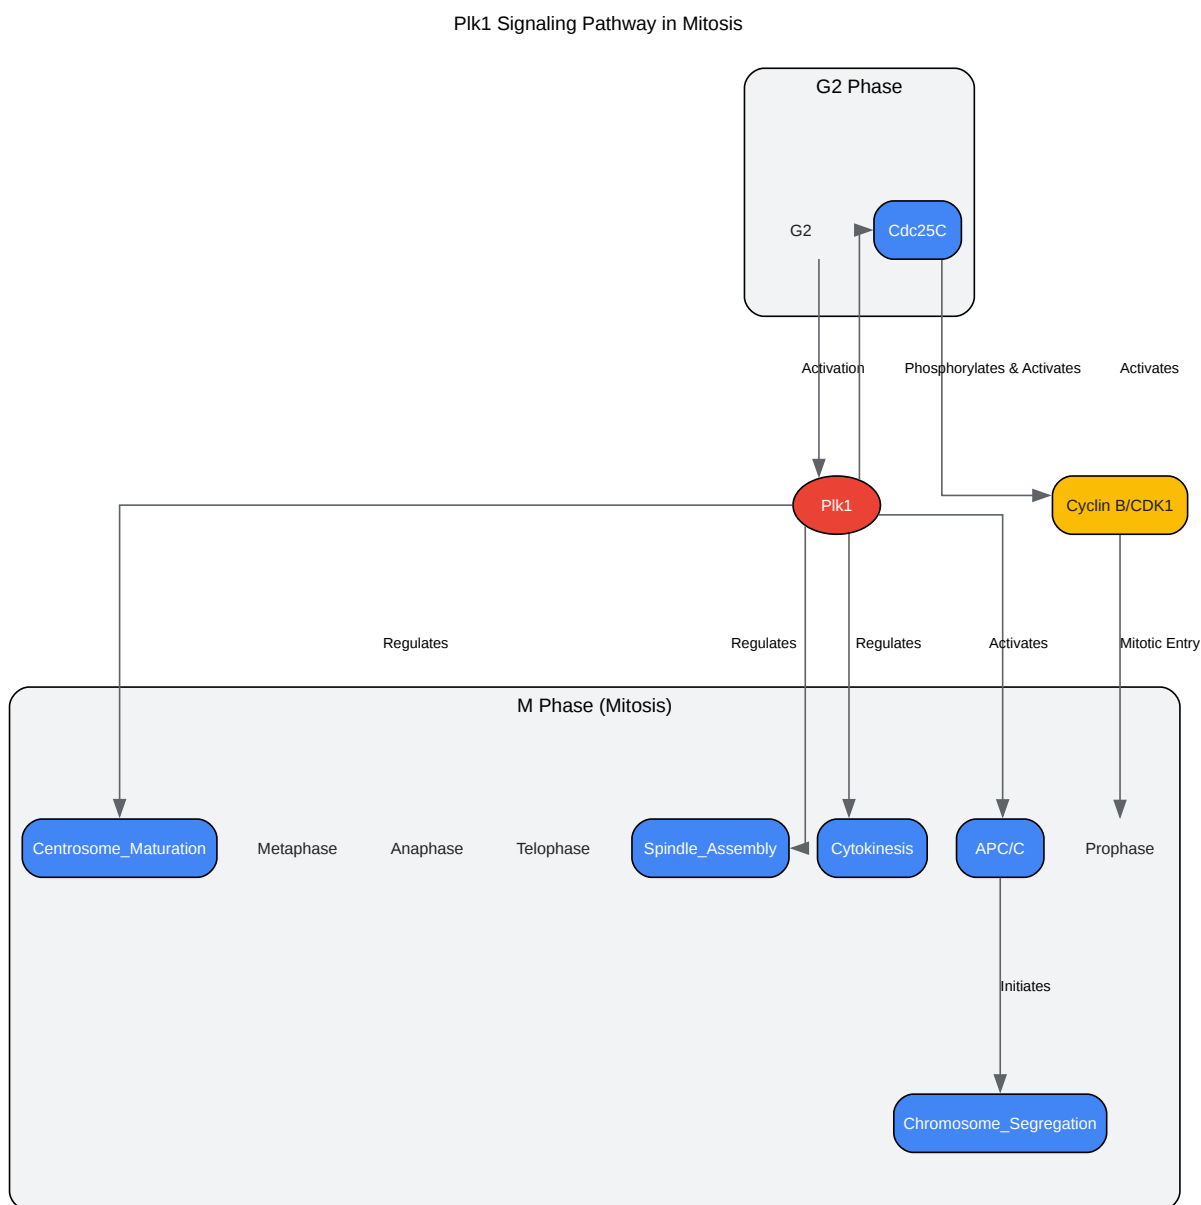 Plk1 Signaling Pathway in Mitosis
G2 Phase
G2
Cdc25C
Activation
Phosphorylates & Activates
Activates
Plk1
Cyclin B/CDK1
Regulates
Regulates
Regulates
Activates
Mitotic Entry
M Phase (Mitosis)
Centrosome_Maturation
Metaphase
Anaphase
Telophase
Spindle_Assembly
Cytokinesis
APC/C
Prophase
Initiates
Chromosome_Segregation